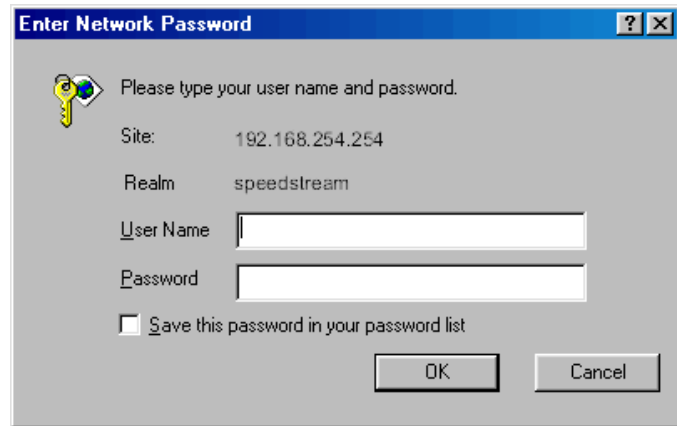 Enter Network Password
Please type your user name and password.
Site: 192.168.254.254
Realm speedstream
User Name
Password
Save this password in your password list
OK Cancel